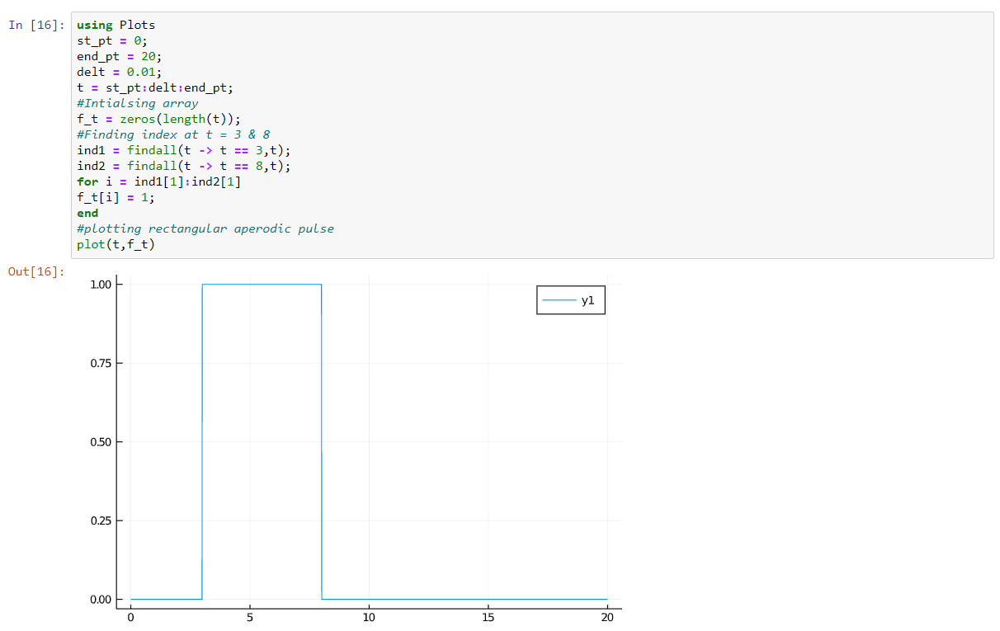 In [16]:
using Plots
st_pt = 0;
end_pt = 20;
delt = 0.01;
t = st_pt:delt:end_pt;
#Intialsing array
f_t = zeros(length(t));
#Finding index at t = 3 & 8
ind1 = findall(t -> t == 3,t);
ind2 = findall(t -> t == 8,t);
for i = ind1[1]:ind2[1]
f_t[i] = 1;
end
#plotting rectangular aperodic pulse
plot(t,f_t)
Out[16]:
1.00
y1
0.75
0.50
0.25
0.00
0 5 10 15 20